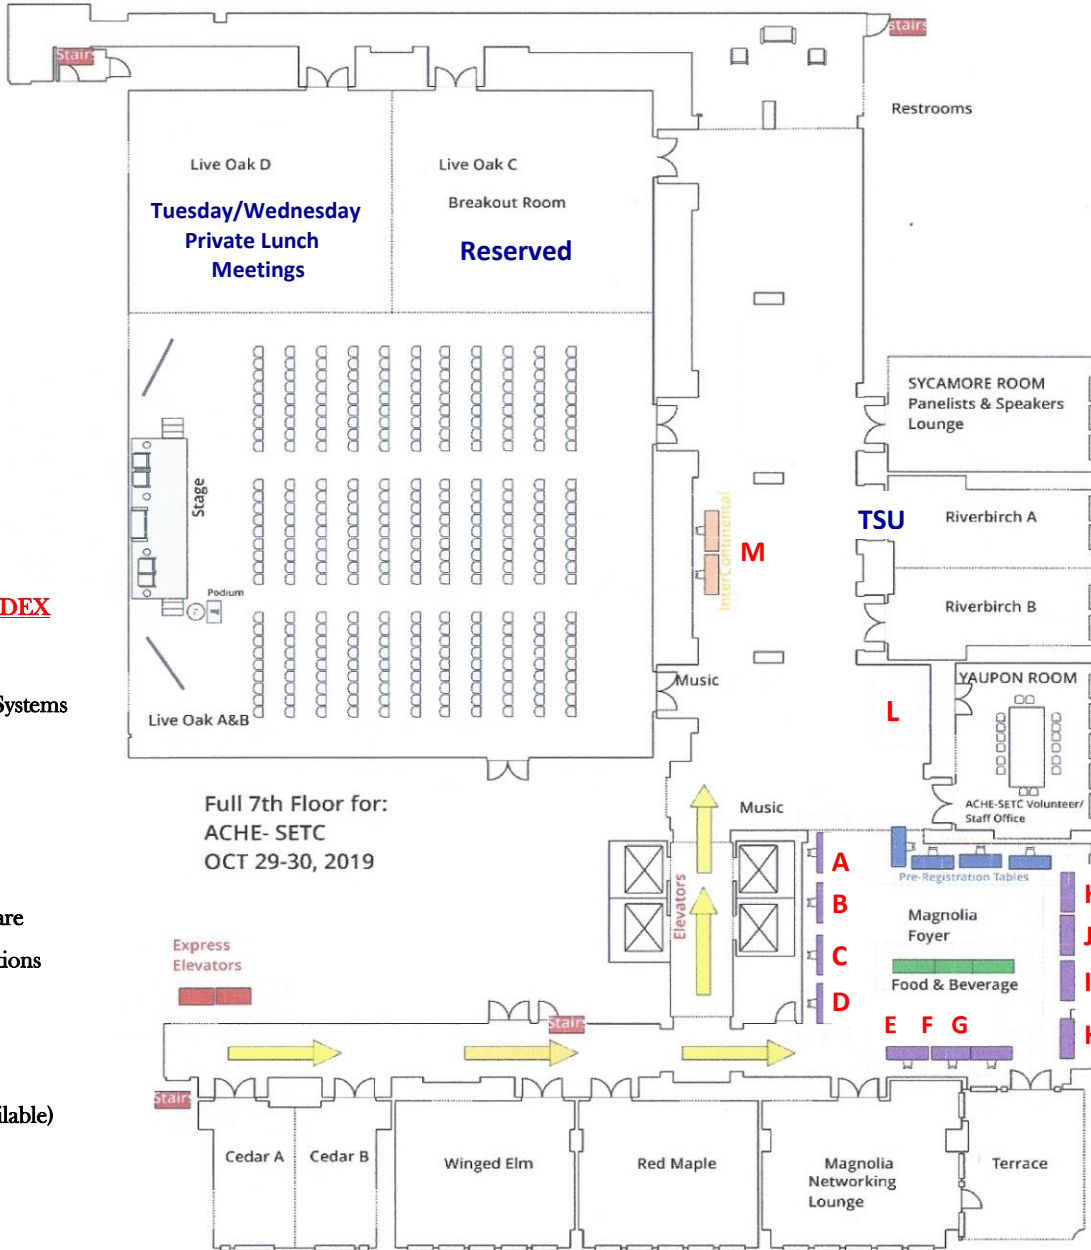 Stairs
Stairs
Restrooms
Live Oak D
Tuesday/Wednesday
Private Lunch
Meetings
Live Oak C
Breakout Room
Reserved
SYCAMORE ROOM
Panelists & Speakers
Lounge
Stage
Podium
InterContinental
M
TSU
Riverbirch A
Riverbirch B
DEX
Systems
Live Oak A&B
Music
L
YAUPON ROOM
ACHE-SETC Volunteer/
Staff Office
Full 7th Floor for:
ACHE- SETC
OCT 29-30, 2019
Music
Elevators
A
B
C
D
Pre-Registration Tables
Magnolia
Foyer
Food & Beverage
E F G
J
I
are
tions
Express
Elevators
Stairs
Stairs
ilable)
Cedar A
Cedar B
Winged Elm
Red Maple
Magnolia
Networking
Lounge
Terrace